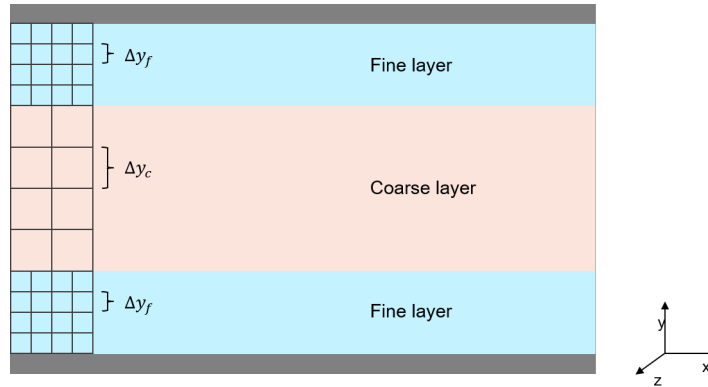 Δy_f
Fine layer
Δy_c
Coarse layer
Δy_f
Fine layer
y
x
z